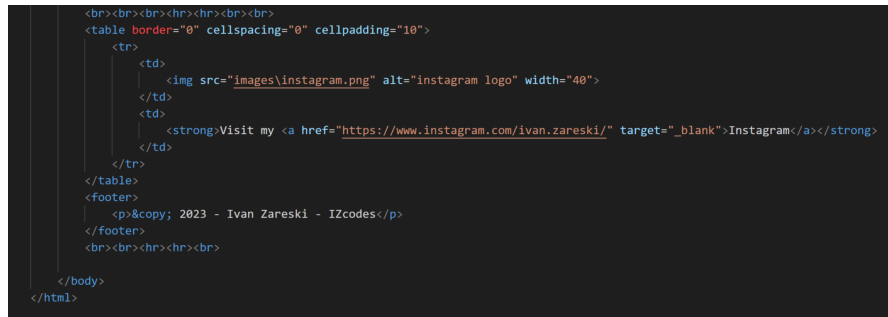 <br><br><br><hr><hr><br><br>
<table border="0" cellspacing="0" cellpadding="10">
<tr>
<td>
<img src="images\instagram.png" alt="instagram logo" width="40">
</td>
<td>
<strong>Visit my <a href="https://www.instagram.com/ivan.zareski/" target="_blank">Instagram</a></strong>
</td>
</tr>
</table>
<footer>
<p>&copy; 2023 - Ivan Zareski - IZcodes</p>
</footer>
<br><br><hr><hr><br>
</body>
</html>